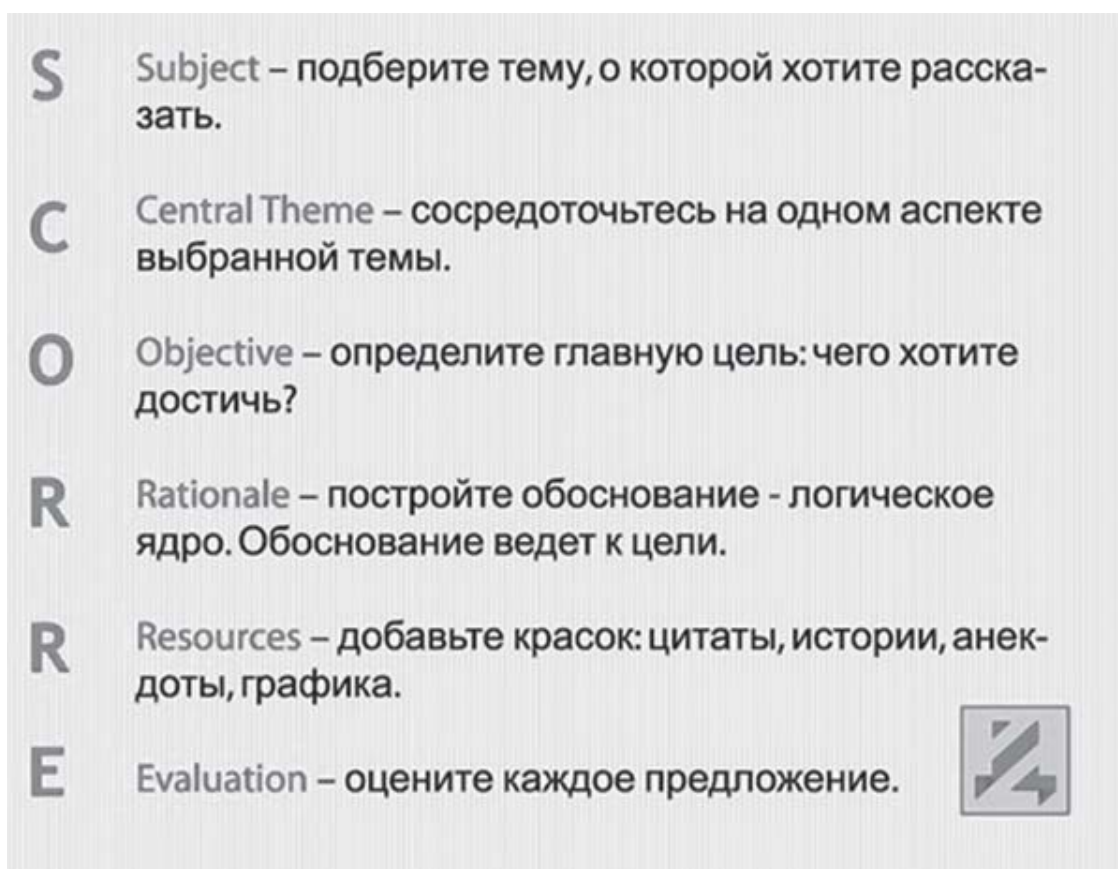 S Subject – подберите тему, о которой хотите расска-
зать.
C Central Theme – сосредоточьтесь на одном аспекте
выбранной темы.
O Objective – определите главную цель: чего хотите
достичь?
R Rationale – постройте обоснование - логическое
ядро. Обоснование ведет к цели.
R Resources – добавьте красок: цитаты, истории, анек-
доты, графика.
E Evaluation – оцените каждое предложение.